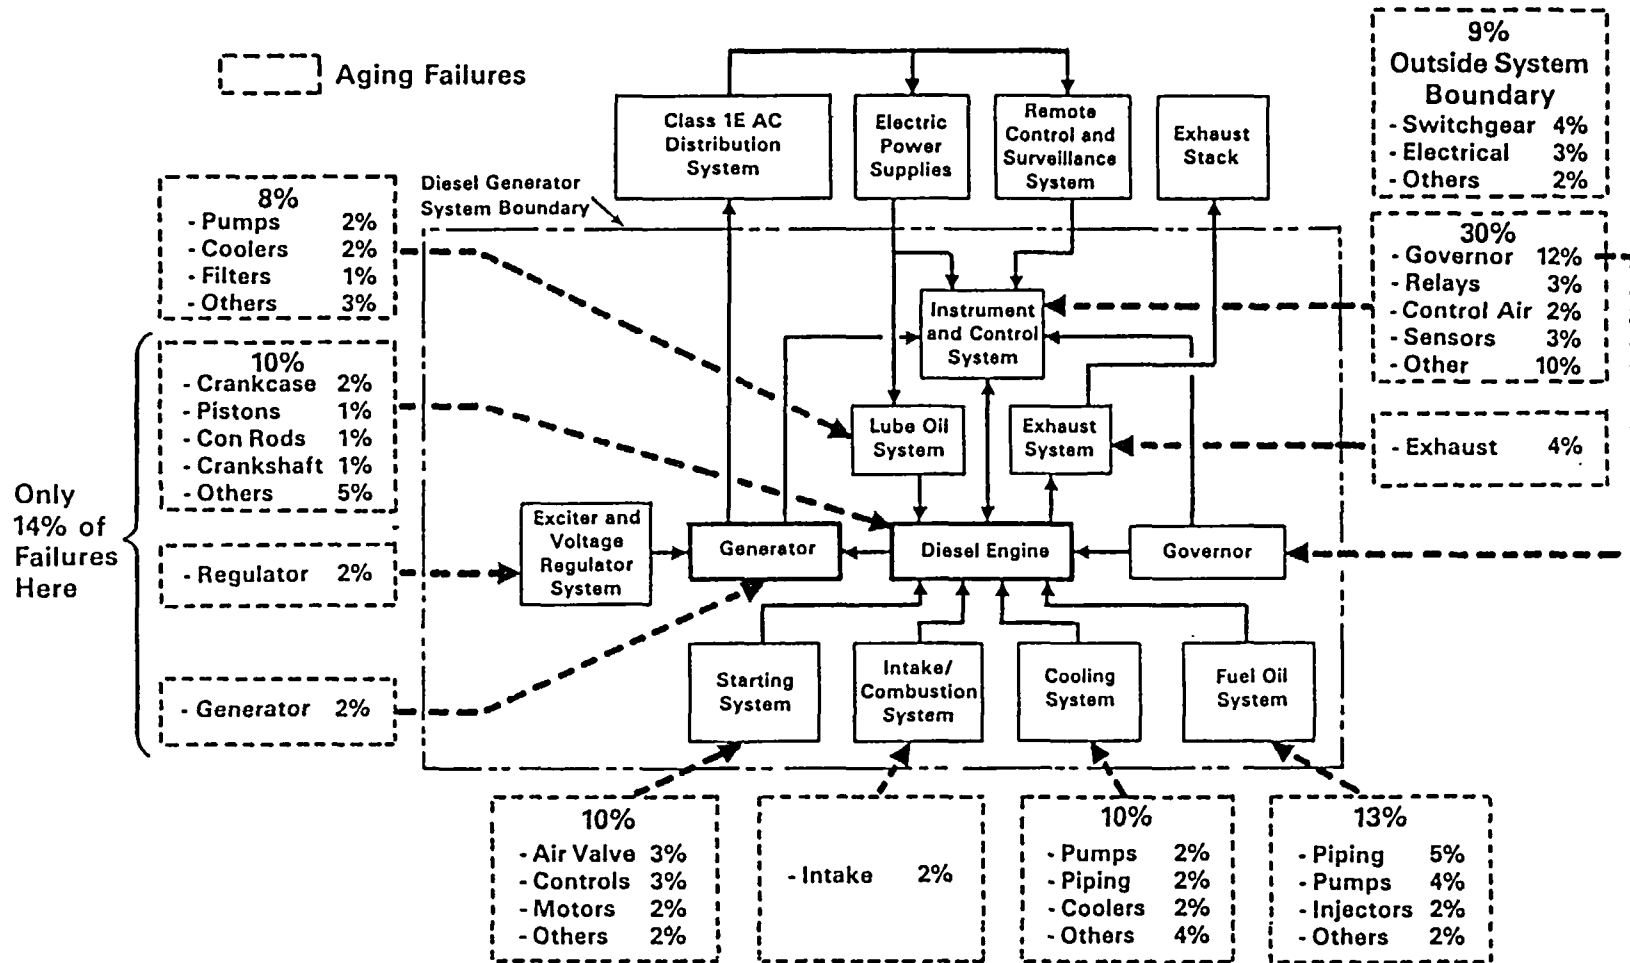 Aging Failures
9%
Outside System
Boundary
- Switchgear 4%
- Electrical 3%
- Others 2%
Class 1E AC
Distribution
System
Electric
Power
Supplies
Remote
Control and
Surveillance
System
Exhaust
Stack
Diesel Generator
System Boundary
8%
- Pumps 2%
- Coolers 2%
- Filters 1%
- Others 3%
30%
- Governor 12%
- Relays 3%
- Control Air 2%
- Sensors 3%
- Other 10%
Instrument
and Control
System
10%
- Crankcase 2%
- Pistons 1%
- Con Rods 1%
- Crankshaft 1%
- Others 5%
Lube Oil
System
Exhaust
System
- Exhaust 4%
Only
14% of
Failures
Here
- Regulator 2%
Exciter and
Voltage
Regulator
System
Generator
Diesel Engine
Governor
- Generator 2%
Starting
System
Intake/
Combustion
System
Cooling
System
Fuel Oil
System
10%
- Air Valve 3%
- Controls 3%
- Motors 2%
- Others 2%
- Intake 2%
10%
- Pumps 2%
- Piping 2%
- Coolers 2%
- Others 4%
13%
- Piping 5%
- Pumps 4%
- Injectors 2%
- Others 2%